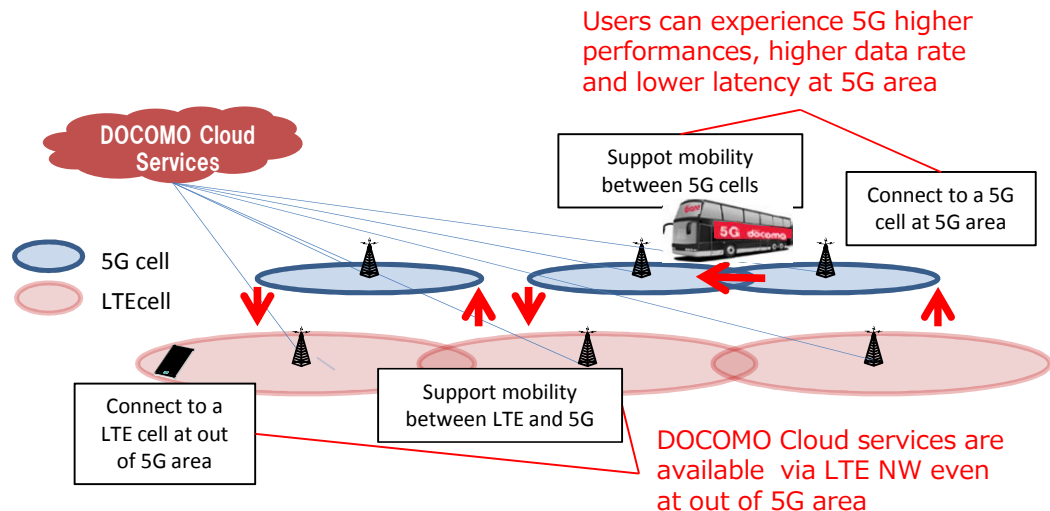 Users can experience 5G higher
performances, higher data rate
and lower latency at 5G area
DOCOMO Cloud
Services
Suppot mobility
between 5G cells
Connect to a 5G
cell at 5G area
5G docomo
5G cell
LTEcell
Connect to a
LTE cell at out
of 5G area
Support mobility
between LTE and 5G
DOCOMO Cloud services are
available via LTE NW even
at out of 5G area